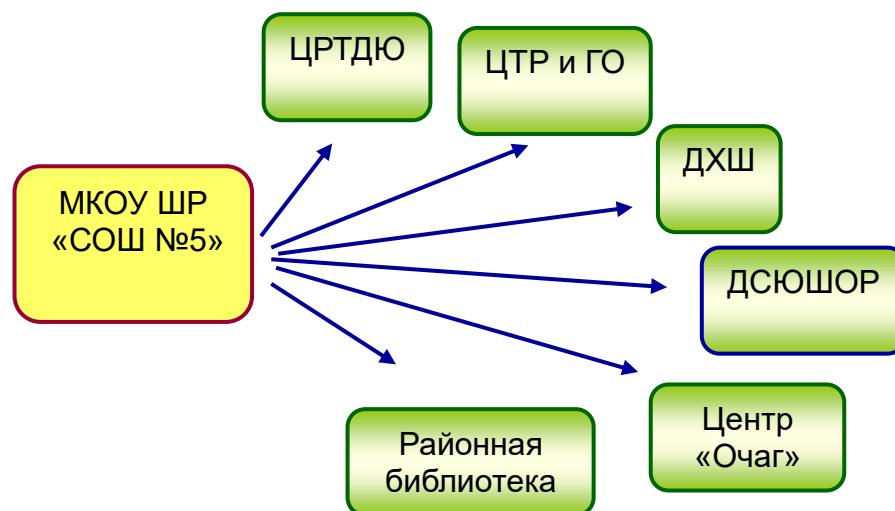 ЦРТДЮ
ЦТР и ГО
ДХШ
МКОУ ШР
«СОШ №5»
ДСЮШОР
Центр
«Очаг»
Районная
библиотека